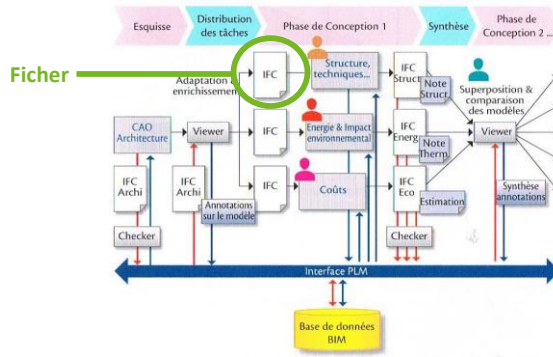 Esquisse
Distribution
des tâches
Phase de Conception 1
Synthèse
Phase de
Conception 2 ...
Ficher
Adaptation &
enrichissement
IFC
Structure,
techniques...
IFC
Struct
Note
Struct.
Superposition &
comparaison
des modèles
CAO
Architecture
Viewer
IFC
Energie & Impact
environnemental
IFC
Energ
Note
Therm.
Viewer
IFC
Archi
IFC
Archi
Annotations
sur le modèle
IFC
Coûts
IFC
Eco
Estimation
Synthèse
annotations
Checker
Checker
Interface PLM
Base de données
BIM